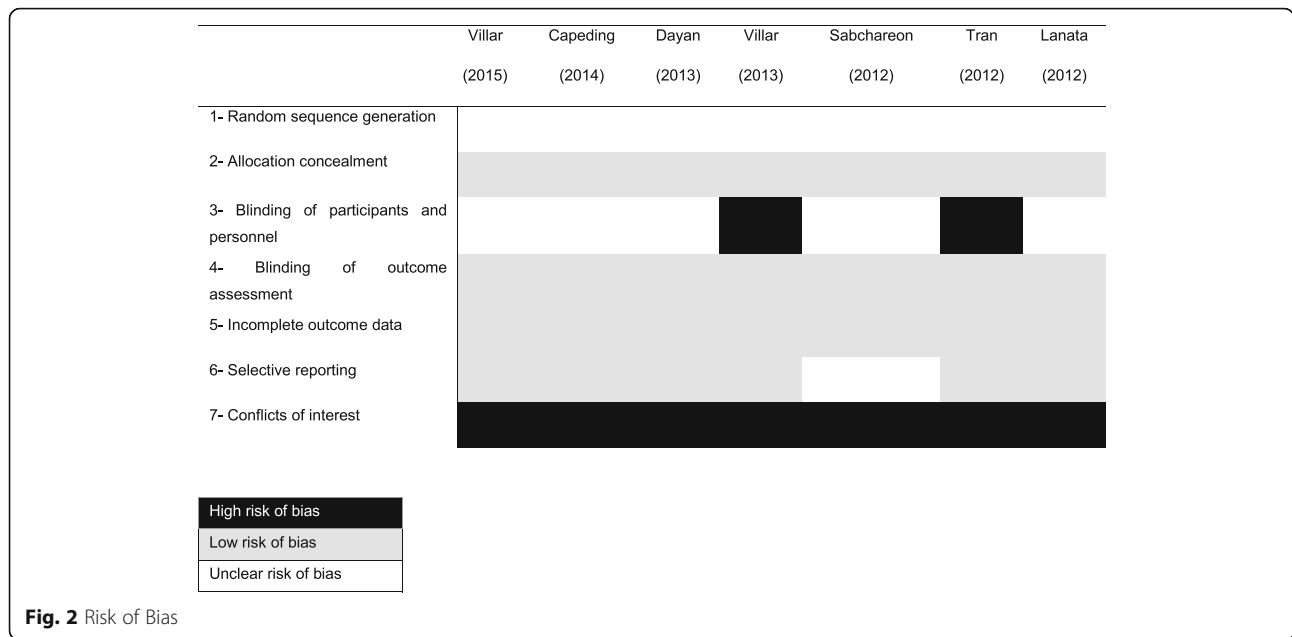 Villar Capeding Dayan Villar Sabchareon Tran Lanata
(2015) (2014) (2013) (2013) (2012) (2012) (2012)
1- Random sequence generation
2- Allocation concealment
3- Blinding of participants and
personnel
4- Blinding of outcome
assessment
5- Incomplete outcome data
6- Selective reporting
7- Conflicts of interest
High risk of bias
Low risk of bias
Unclear risk of bias
Fig. 2 Risk of Bias